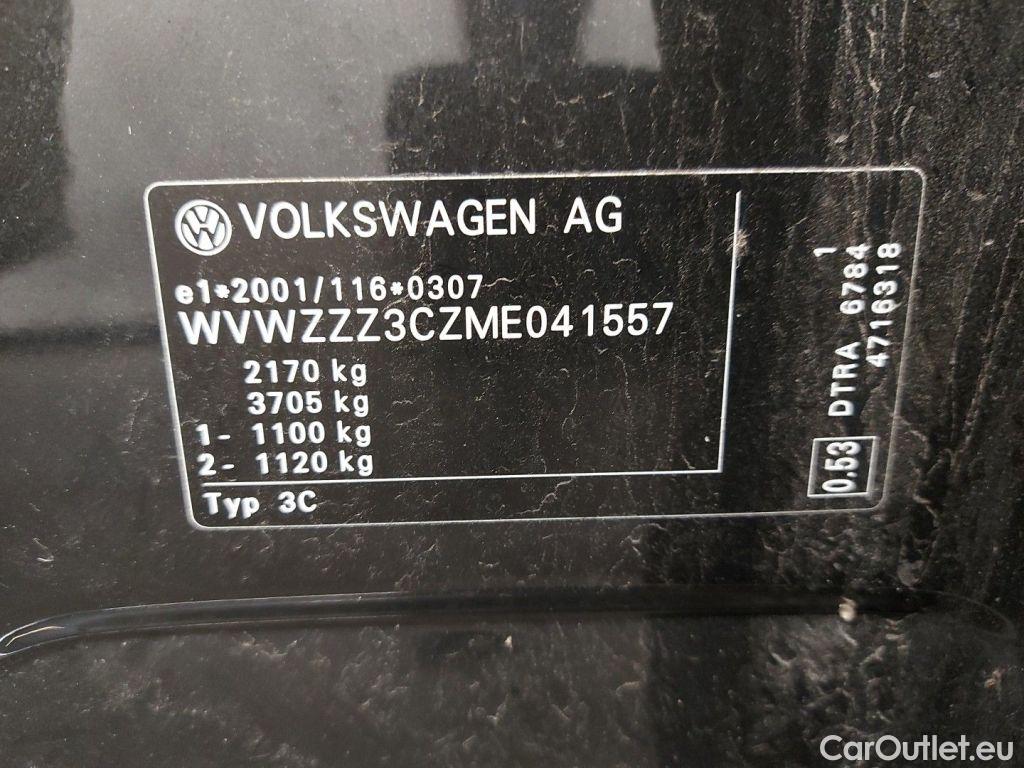 VOLKSWAGEN AG
e1*2001/116*0307
WVWZZZ3CZME041557
2170 kg
3705 kg
1- 1100 kg
2- 1120 kg
Typ 3C
0.53 DTRA 6784 1
4716318
CarOutlet.eu